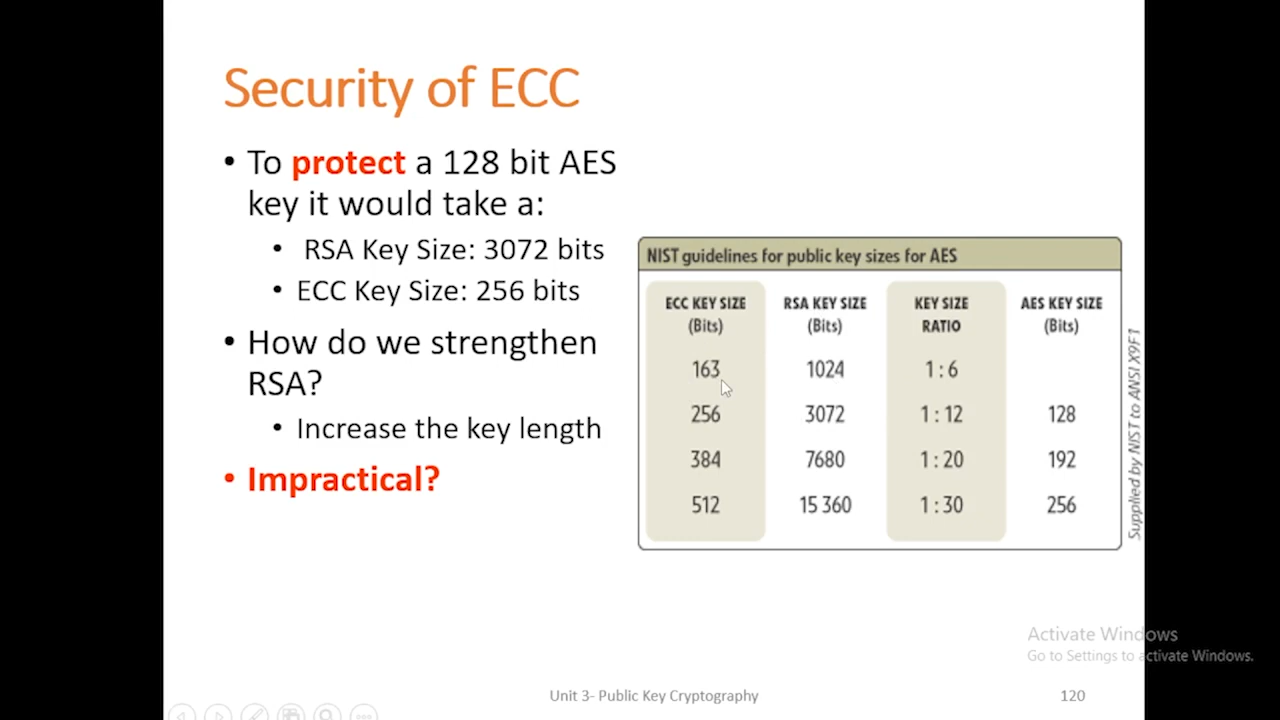 Security of ECC
• To protect a 128 bit AES
key it would take a:
• RSA Key Size: 3072 bits
• ECC Key Size: 256 bits
• How do we strengthen
RSA?
• Increase the key length
• Impractical?
NIST guidelines for public key sizes for AES
ECC KEY SIZE (Bits) RSA KEY SIZE (Bits) KEY SIZE RATIO AES KEY SIZE (Bits)
163 1024 1 : 6
256 3072 1 : 12 128
384 7680 1 : 20 192
512 15 360 1 : 30 256
Supplied by NIST to ANSI X9F1
Activate Windows
Go to Settings to activate Windows.
Unit 3- Public Key Cryptography 120